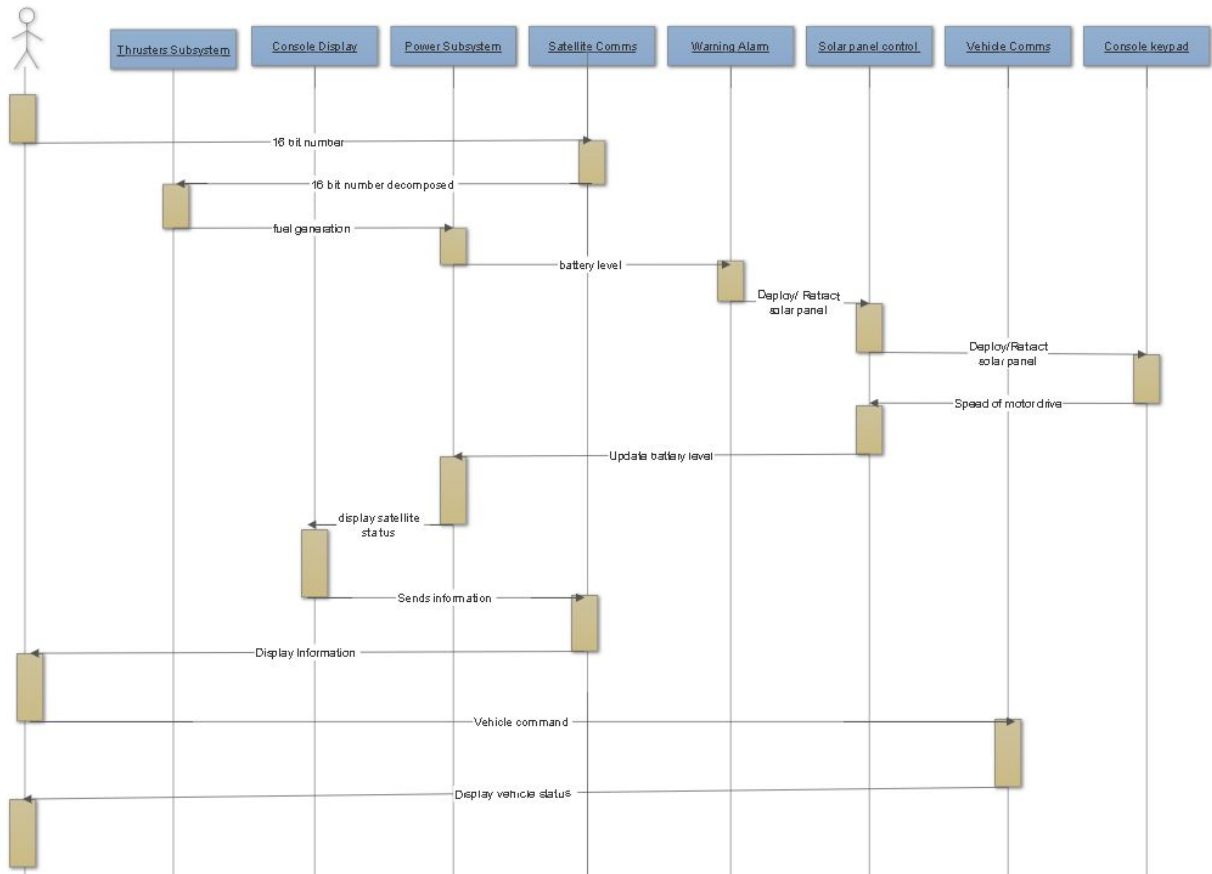 Thrusters Subsystem
Console Display
Power Subsystem
Satellite Comms
Warning Alarm
Solar panel control
Vehicle Comms
Console keypad
16 bit number
16 bit number decomposed
fuel generation
battery level
Deploy/ Retract
solar panel
Deploy/Retract
solar panel
Speed of motor drive
Update battery level
display satellite
status
Sends information
Display Information
Vehicle command
Display vehicle status